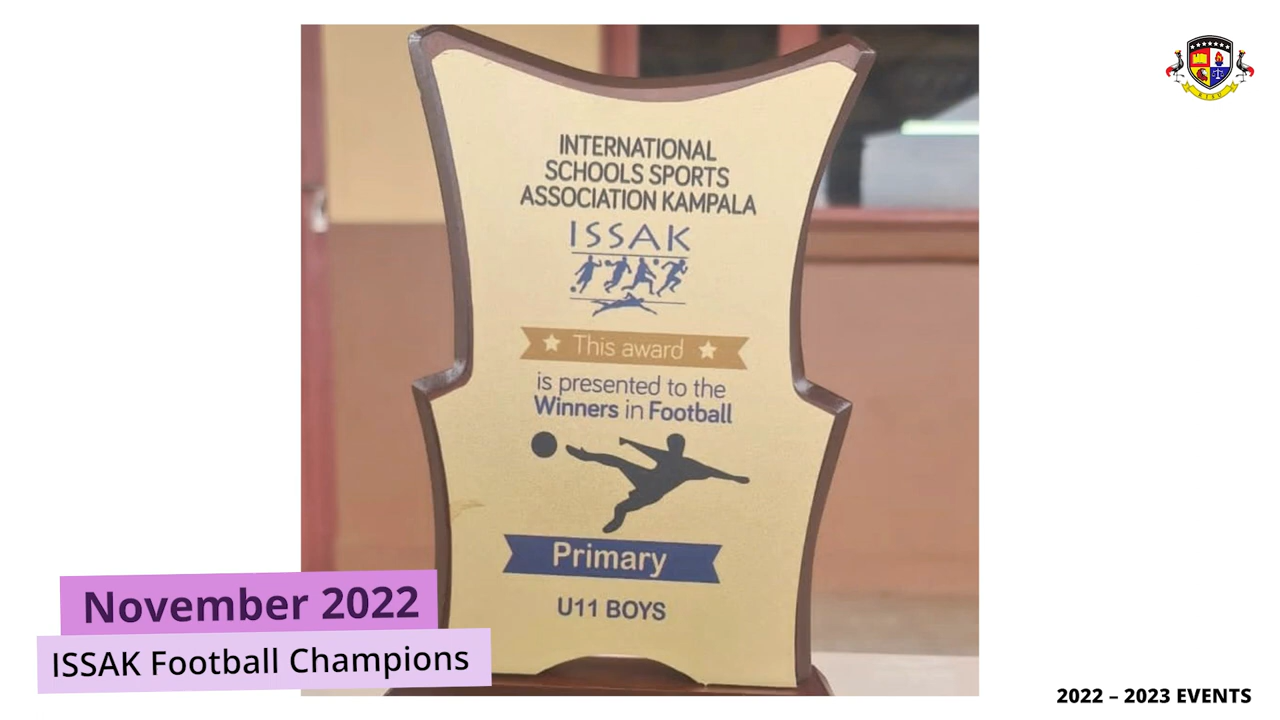 INTERNATIONAL
SCHOOLS SPORTS
ASSOCIATION KAMPALA
ISSAK
This award
is presented to the
Winners in Football
Primary
U11 BOYS
November 2022
ISSAK Football Champions
2022 – 2023 EVENTS